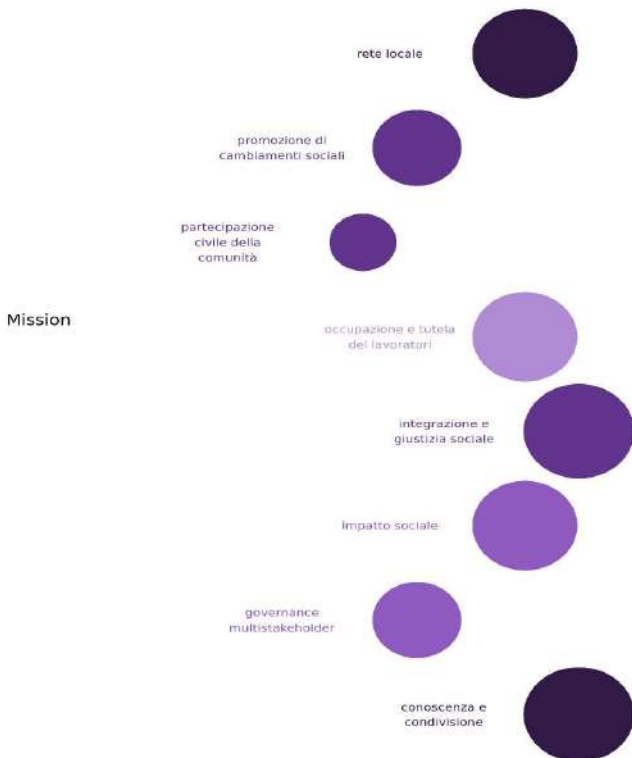 rete locale
promozione di
cambiamenti sociali
partecipazione
civile della
comunità
Mission
occupazione e tutela
dei lavoratori
integrazione e
giustizia sociale
impatto sociale
governance
multistakeholder
conoscenza e
condivisione